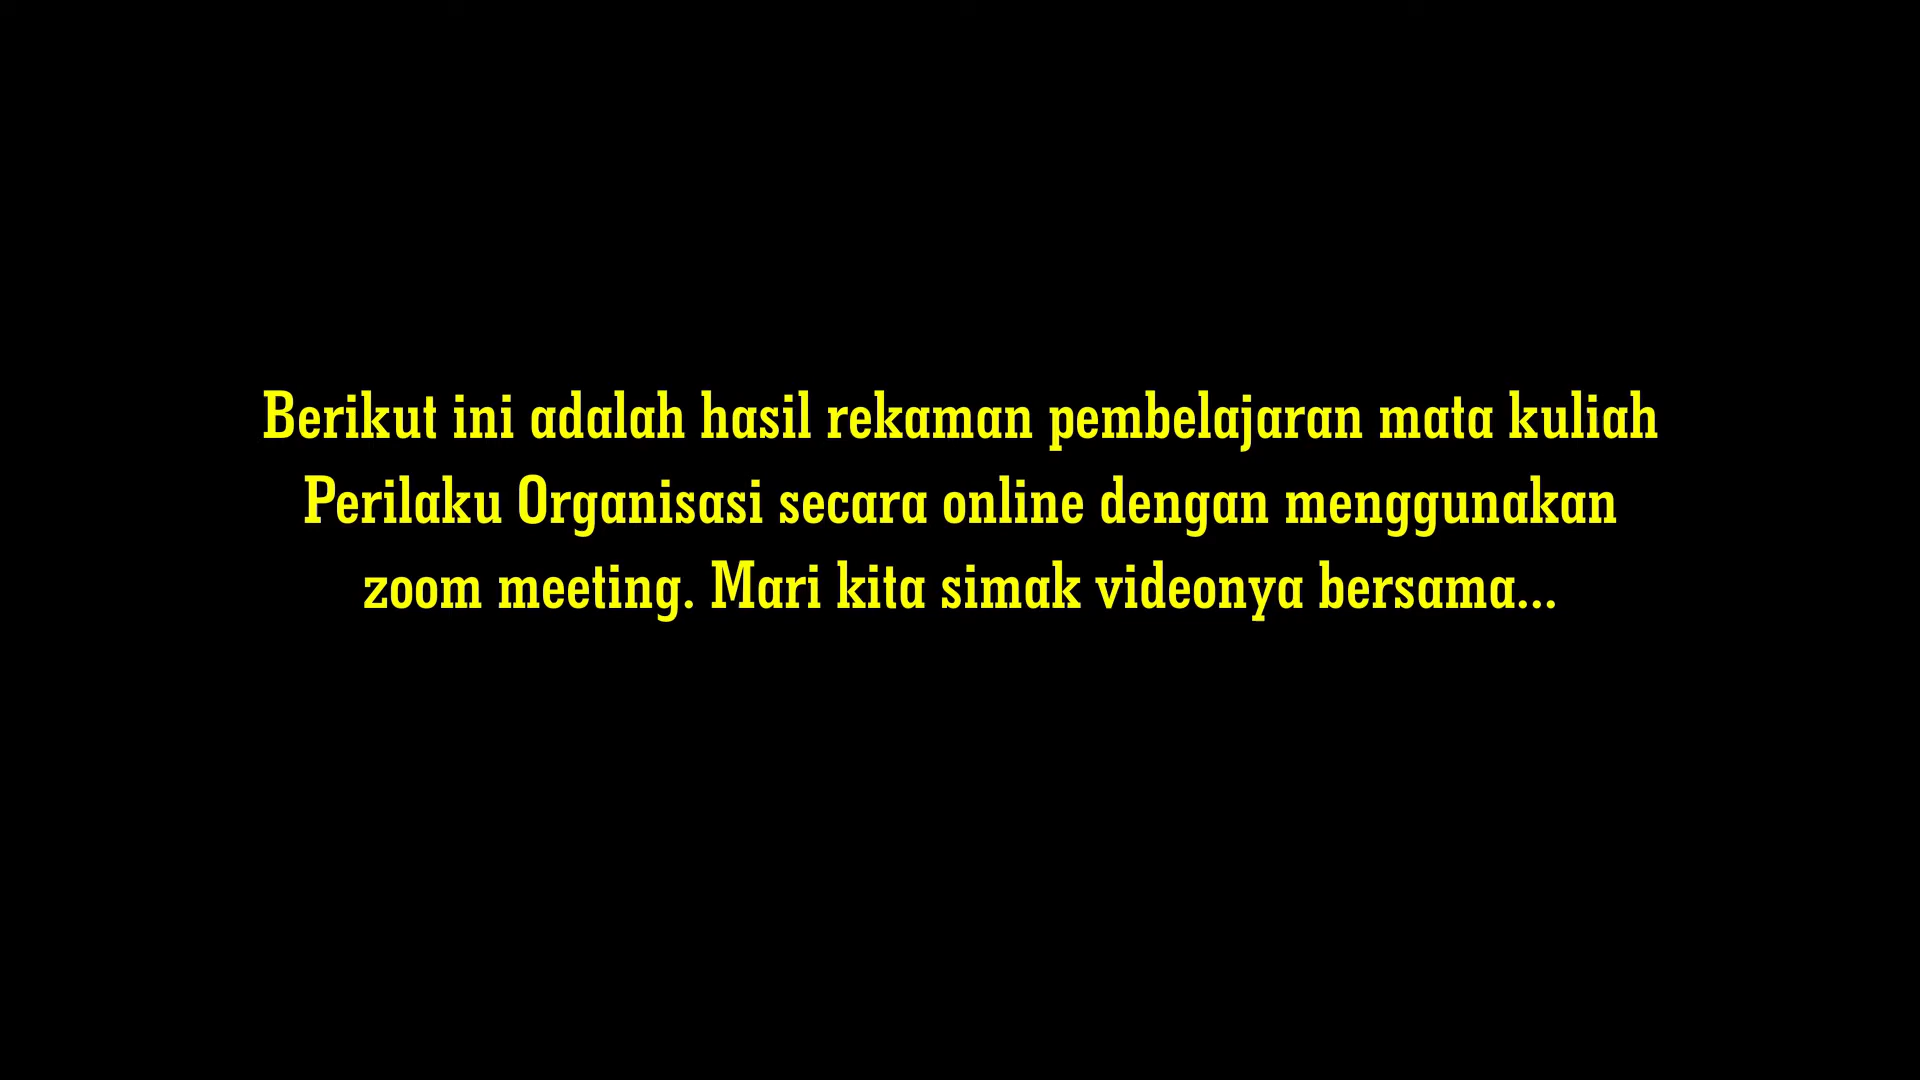 Berikut ini adalah hasil rekaman pembelajaran mata kuliah
Perilaku Organisasi secara online dengan menggunakan
zoom meeting. Mari kita simak videonya bersama...